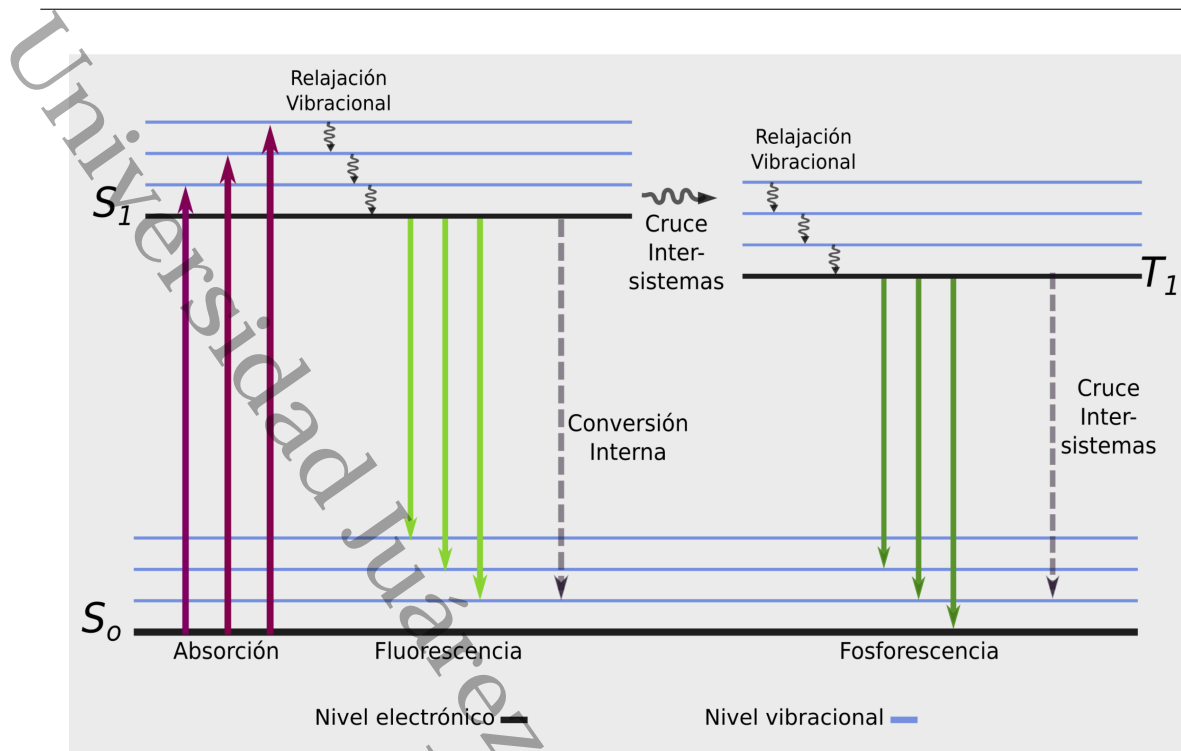 Relajación
Vibracional
Relajación
Vibracional
S1
Cruce
Inter-
sistemas
T1
Conversión
Interna
Cruce
Inter-
sistemas
So
Absorción
Fluorescencia
Fosforescencia
Nivel electrónico
Nivel vibracional
Universidad Juárez